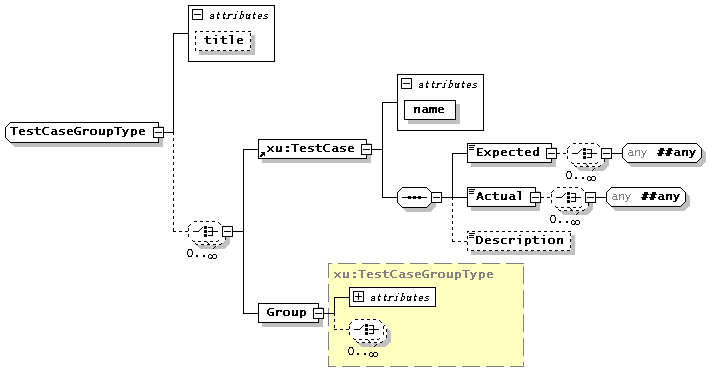 attributes
title
TestCaseGroupType
0..∞
xu:TestCase
attributes
name
Expected
0..∞
any ##any
Actual
0..∞
any ##any
Description
xu:TestCaseGroupType
Group
attributes
0..∞